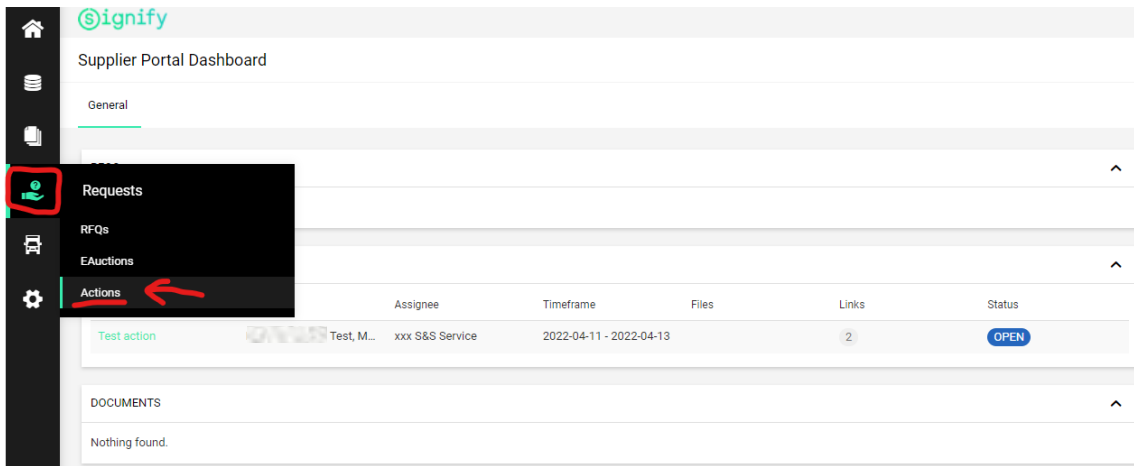 signify
Supplier Portal Dashboard
General
Requests
RFQs
EAuctions
Actions
Assignee Timeframe Files Links Status
Test action Test, M... xxx S&S Service 2022-04-11 - 2022-04-13 2 OPEN
DOCUMENTS
Nothing found.